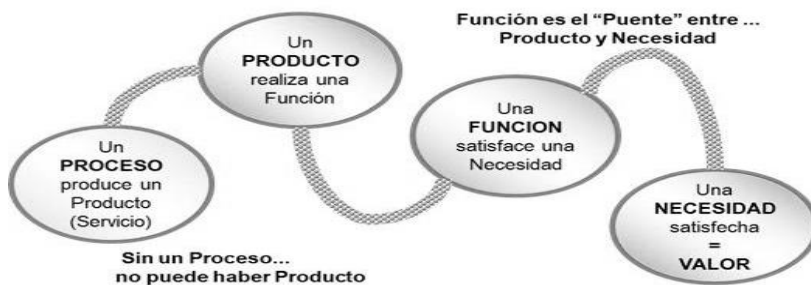 Un
PROCESO
produce un
Producto
(Servicio)
Sin un Proceso...
no puede haber Producto
Un
PRODUCTO
realiza una
Función
Función es el “Puente” entre ...
Producto y Necesidad
Una
FUNCION
satisface una
Necesidad
Una
NECESIDAD
satisfecha
=
VALOR